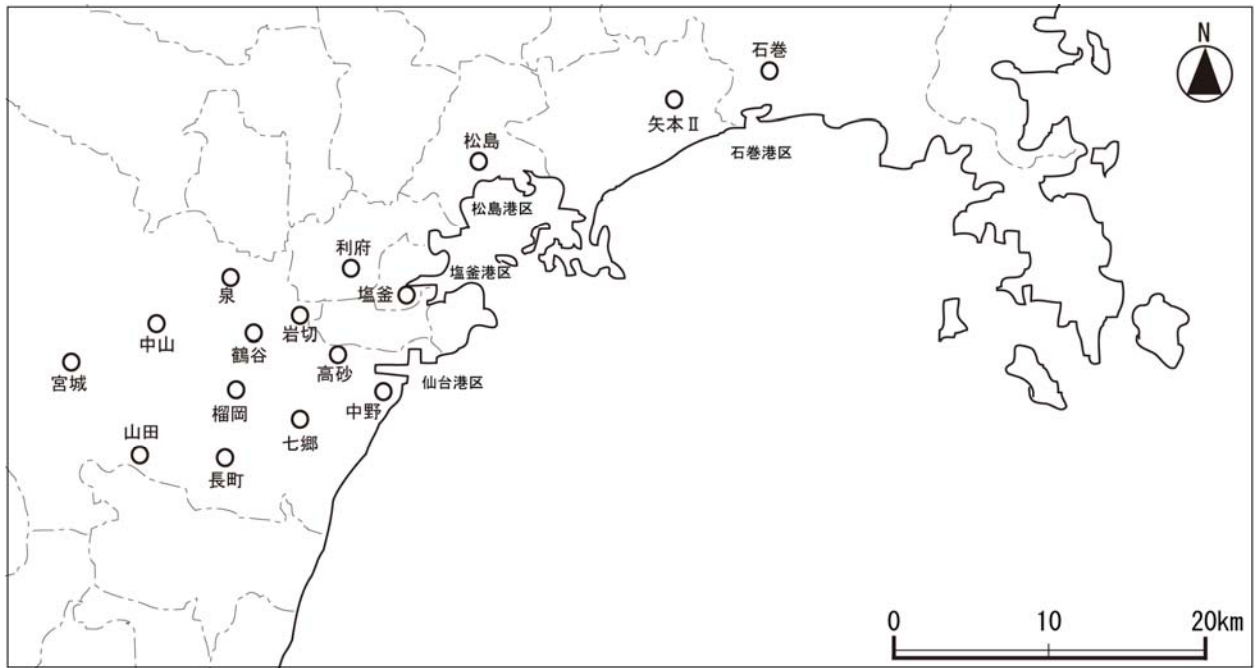 N
石巻
矢本Ⅱ
石巻港区
松島
松島港区
利府
塩釜港区
塩釜
泉
岩切
中山
鶴谷
高砂
宮城
仙台港区
榴岡
中野
山田
七郷
長町
0 10 20km